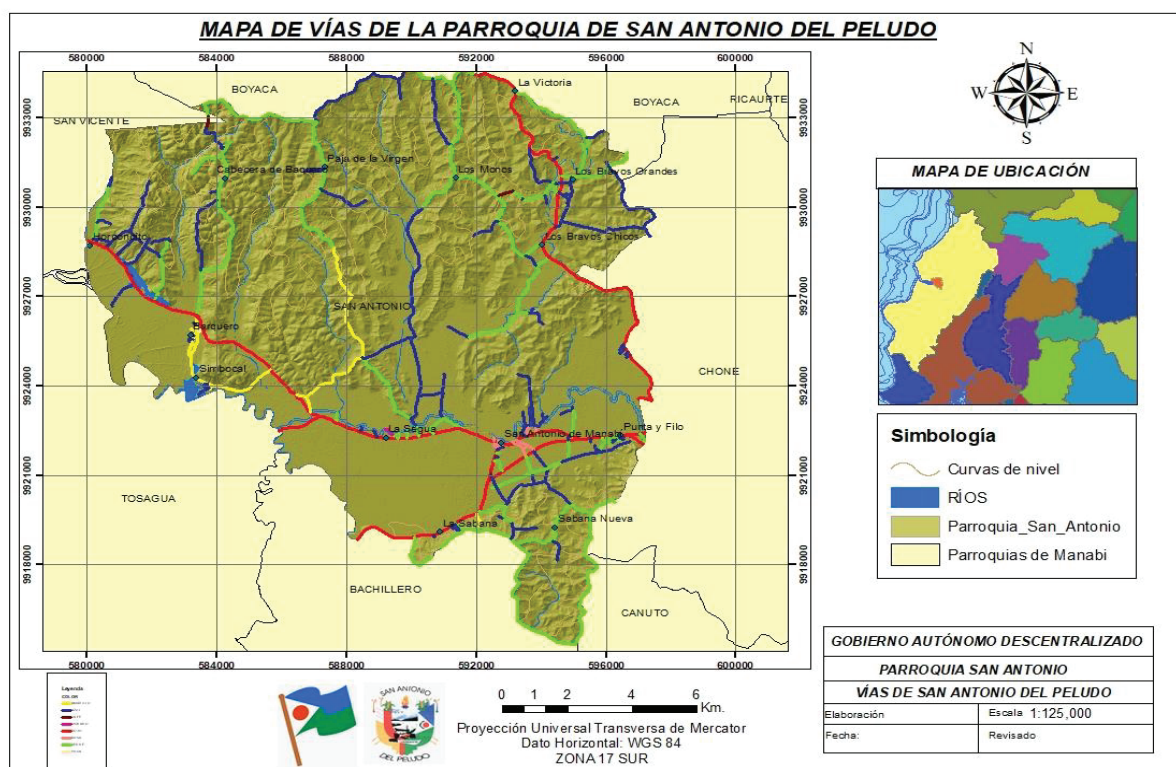 MAPA DE VÍAS DE LA PARROQUIA DE SAN ANTONIO DEL PELUDO
580000 584000 588000 592000 596000 600000
BOYACA
La Victoria
BOYACA
RICAURTE
SAN VICENTE
Paja de la Virgen
Cabecera de
Los Monos
Los Bravos Grandes
Los Bravos Chicos
SAN ANTONIO
Barquero
Simbocal
CHONE
La Segua
San Antonio de Manabi
Punta y Filo
TOSAGUA
La Sabana
Sabana Nueva
BACHILLERO
CANUTO
9933000
9930000
9927000
9924000
9921000
9918000
9933000
9930000
9927000
9924000
9921000
9918000
580000 584000 588000 592000 596000 600000
N
W E
S
MAPA DE UBICACIÓN
Simbología
Curvas de nivel
RÍOS
Parroquia_San_Antonio
Parroquias de Manabi
Leyenda
COLOR
SAN ANTONIO
DEL PELUDO
0 1 2 4 6
Km.
Proyección Universal Transversa de Mercator
Dato Horizontal: WGS 84
ZONA 17 SUR
GOBIERNO AUTÓNOMO DESCENTRALIZADO
PARROQUIA SAN ANTONIO
VÍAS DE SAN ANTONIO DEL PELUDO
Elaboración
Escala 1:125,000
Fecha:
Revisado